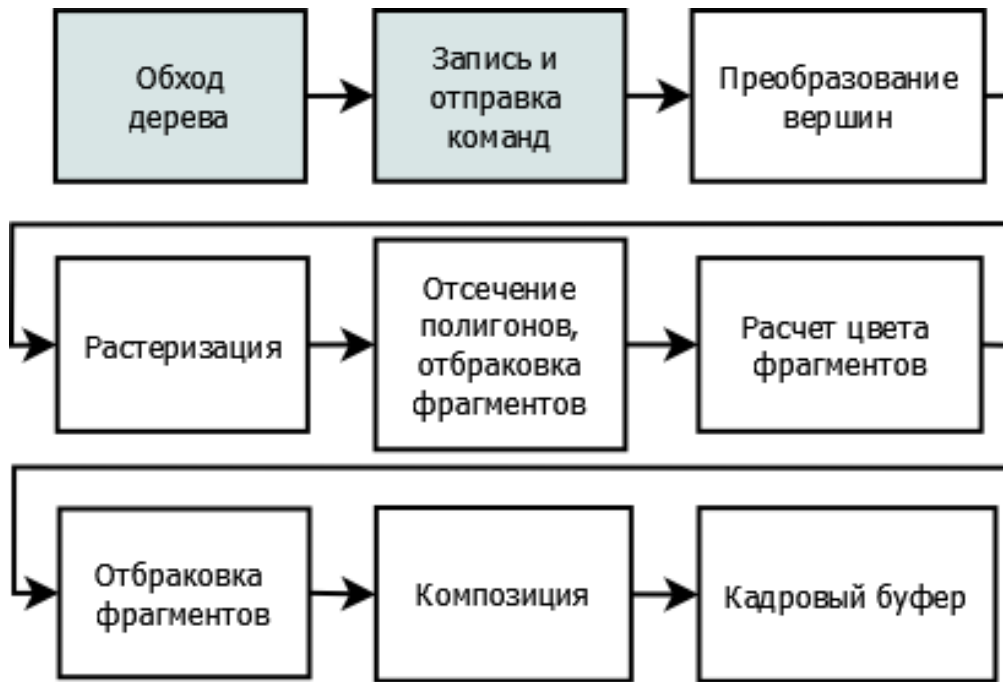 Обход
дерева
Запись и
отправка
команд
Преобразование
вершин
Растеризация
Отсечение
полигонов,
отбраковка
фрагментов
Расчет цвета
фрагментов
Отбраковка
фрагментов
Композиция
Кадровый буфер